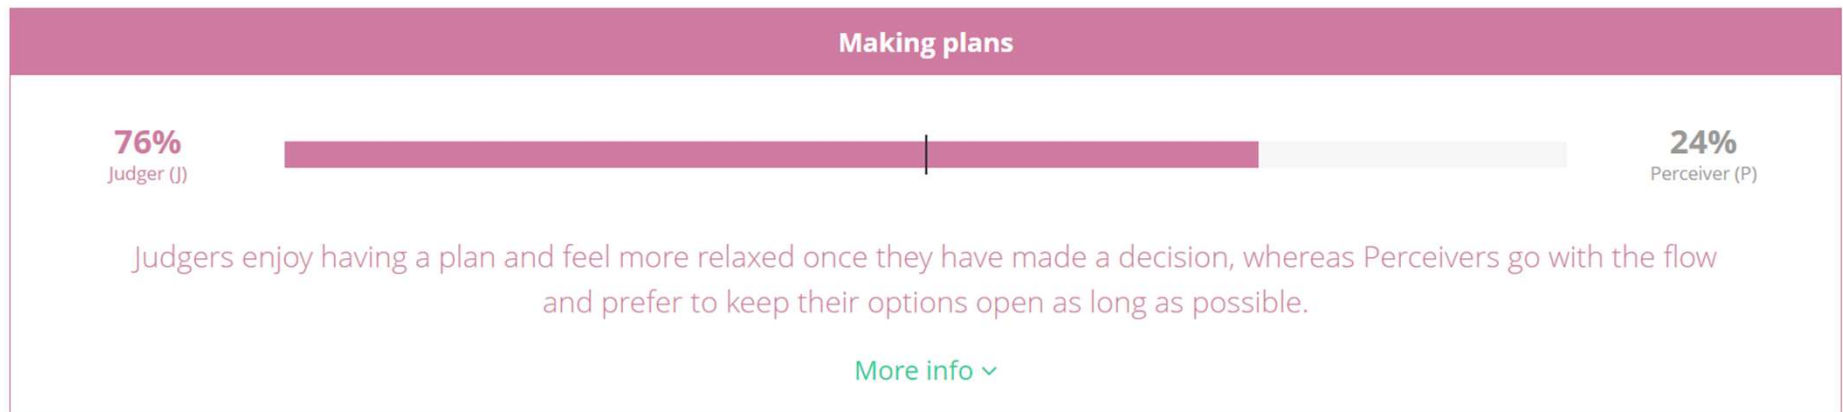 Making plans
76%
24%
Judger (J)
Perceiver (P)
Judgers enjoy having a plan and feel more relaxed once they have made a decision, whereas Perceivers go with the flow
and prefer to keep their options open as long as possible.
More info